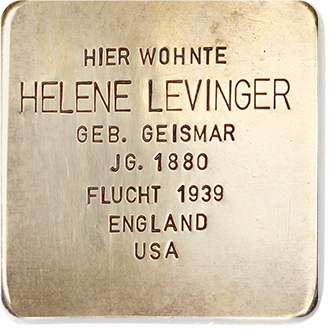 HIER WOHNTE
HELENE LEVINGER
GEB. GEISMAR
JG. 1880
FLUCHT 1939
ENGLAND
USA